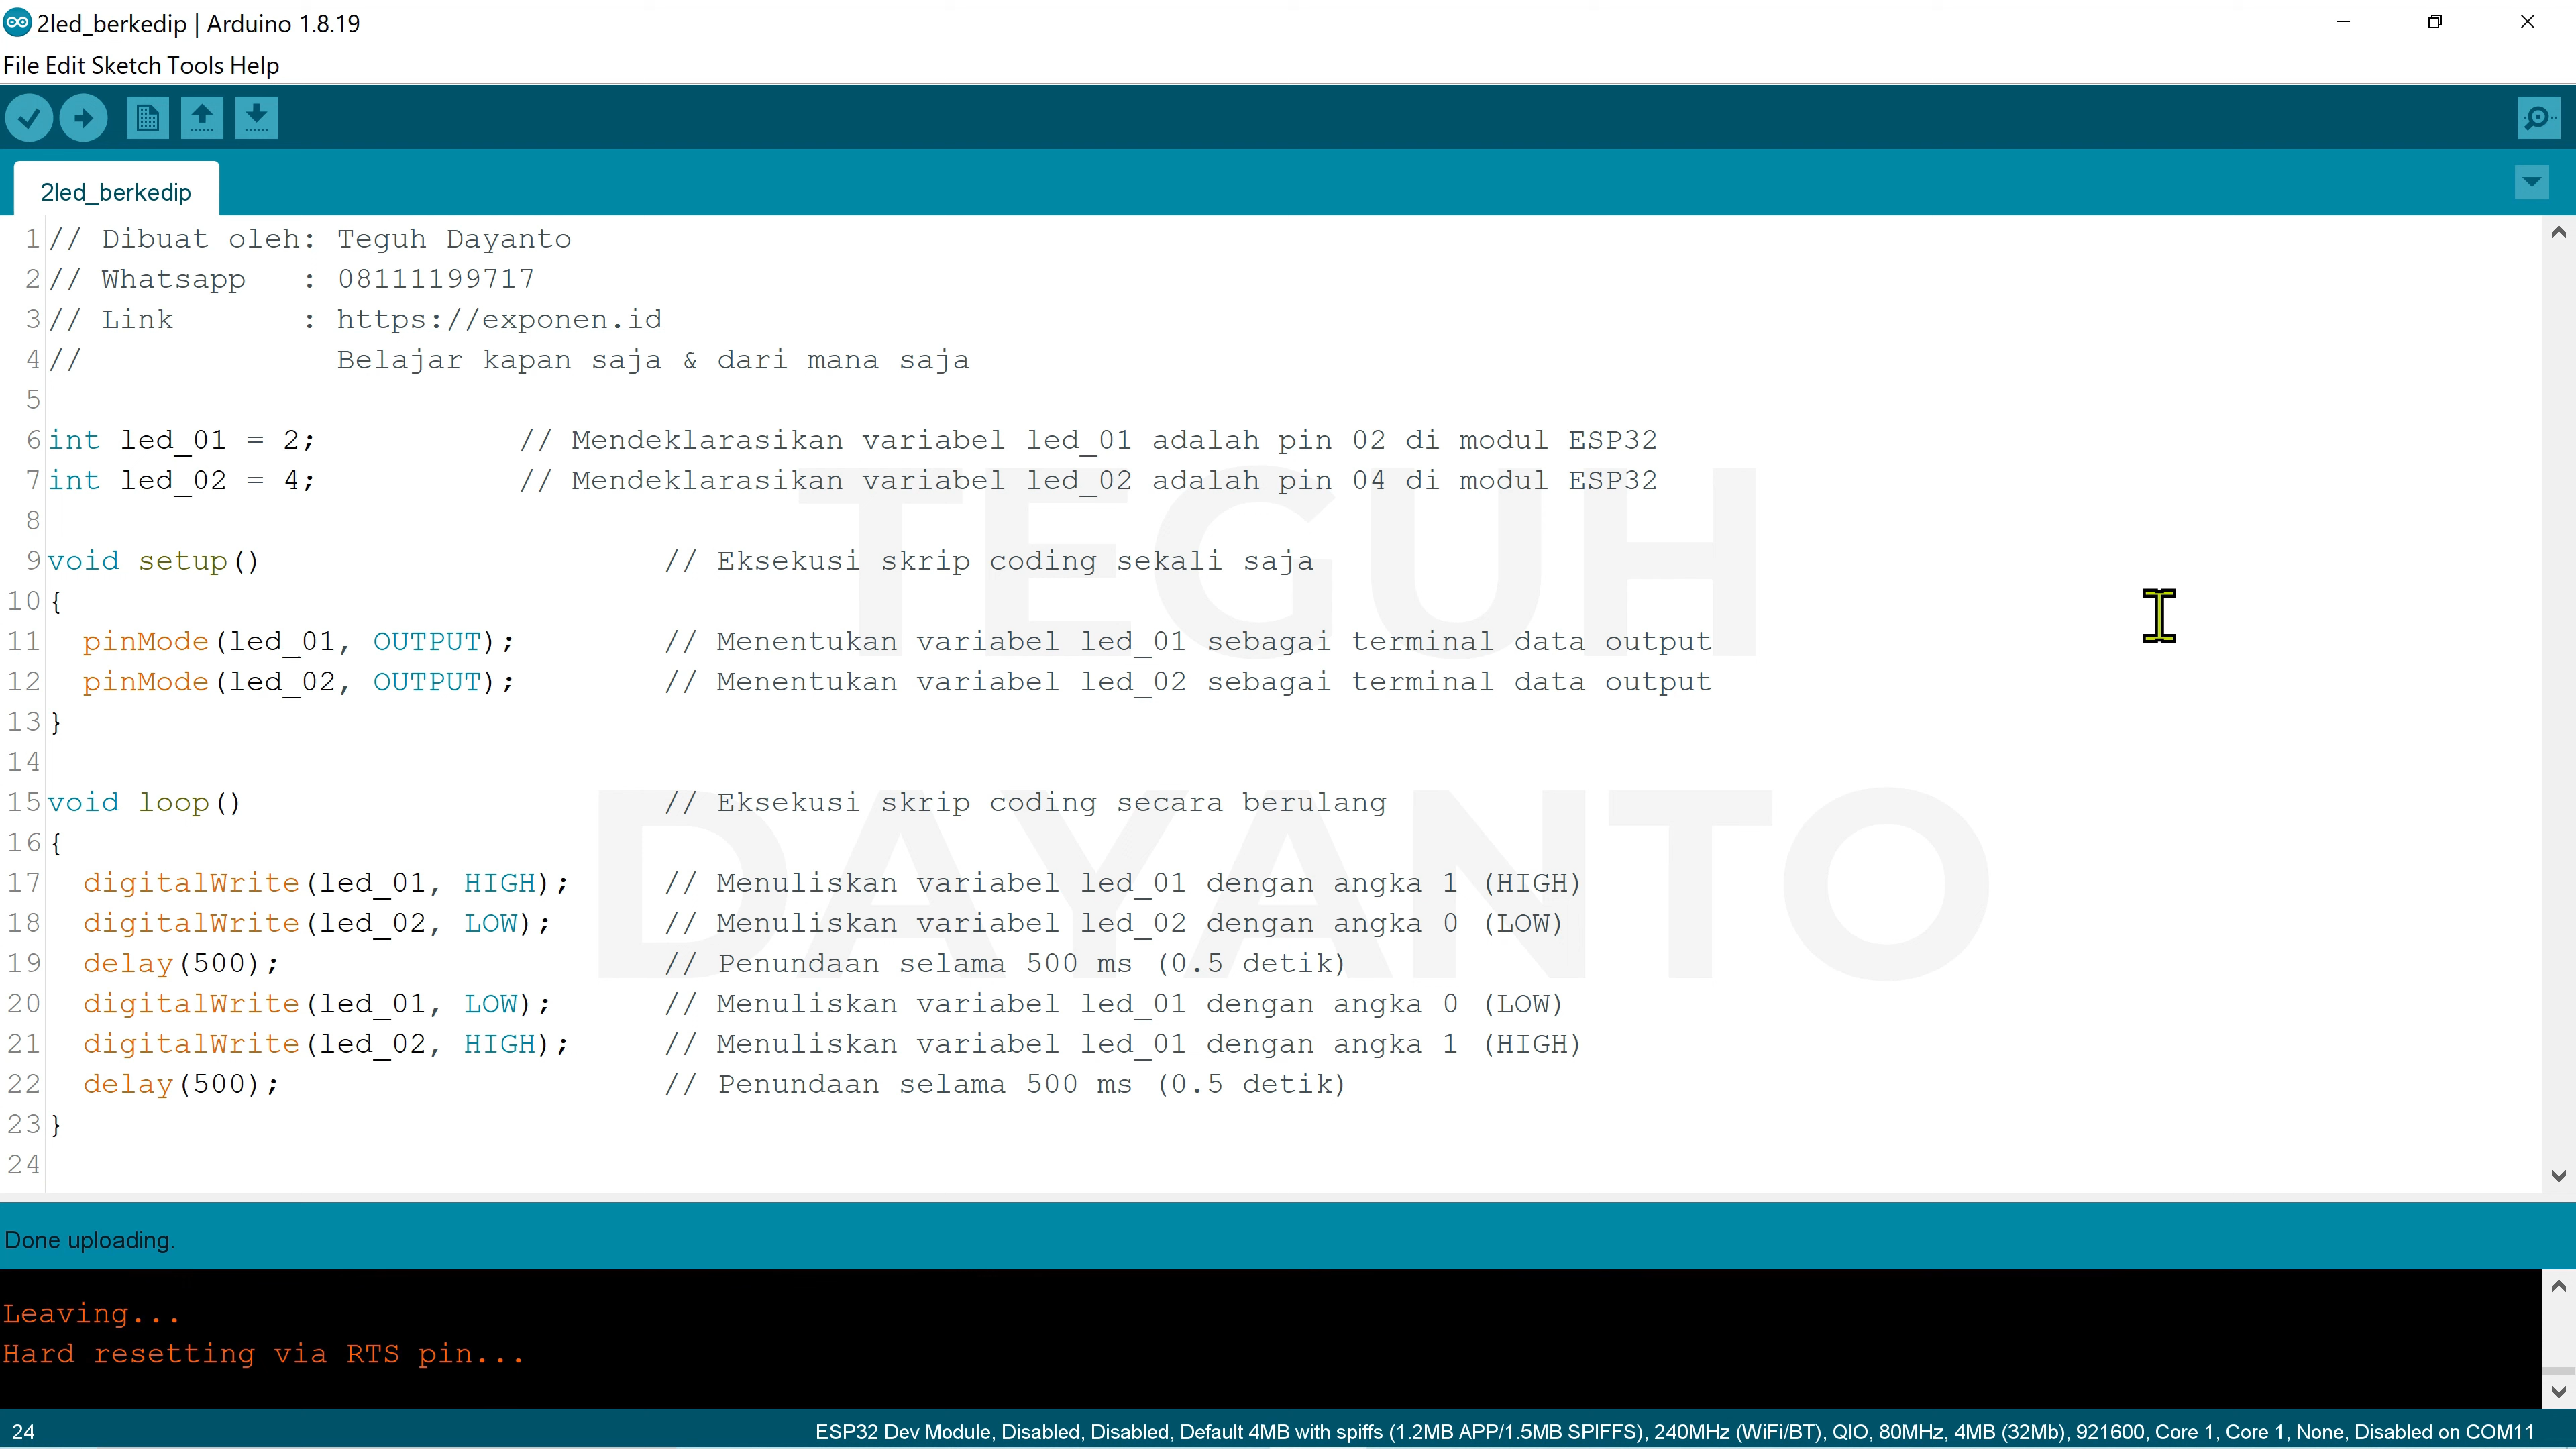 2led_berkedip | Arduino 1.8.19
File Edit Sketch Tools Help
2led_berkedip
1 // Dibuat oleh: Teguh Dayanto
2 // Whatsapp : 08111199717
3 // Link : https://exponen.id
4 // Belajar kapan saja & dari mana saja
5
6 int led_01 = 2; // Mendeklarasikan variabel led_01 adalah pin 02 di modul ESP32
7 int led_02 = 4; // Mendeklarasikan variabel led_02 adalah pin 04 di modul ESP32
8
9 void setup() // Eksekusi skrip coding sekali saja
10 {
11 pinMode(led_01, OUTPUT); // Menentukan variabel led_01 sebagai terminal data output
12 pinMode(led_02, OUTPUT); // Menentukan variabel led_02 sebagai terminal data output
13 }
14
15 void loop() // Eksekusi skrip coding secara berulang
16 {
17 digitalWrite(led_01, HIGH); // Menuliskan variabel led_01 dengan angka 1 (HIGH)
18 digitalWrite(led_02, LOW); // Menuliskan variabel led_02 dengan angka 0 (LOW)
19 delay(500); // Penundaan selama 500 ms (0.5 detik)
20 digitalWrite(led_01, LOW); // Menuliskan variabel led_01 dengan angka 0 (LOW)
21 digitalWrite(led_02, HIGH); // Menuliskan variabel led_01 dengan angka 1 (HIGH)
22 delay(500); // Penundaan selama 500 ms (0.5 detik)
23 }
24
TEGUH
DAYANTO
Done uploading.
Leaving...
Hard resetting via RTS pin...
24 ESP32 Dev Module, Disabled, Disabled, Default 4MB with spiffs (1.2MB APP/1.5MB SPIFFS), 240MHz (WiFi/BT), QIO, 80MHz, 4MB (32Mb), 921600, Core 1, Core 1, None, Disabled on COM11